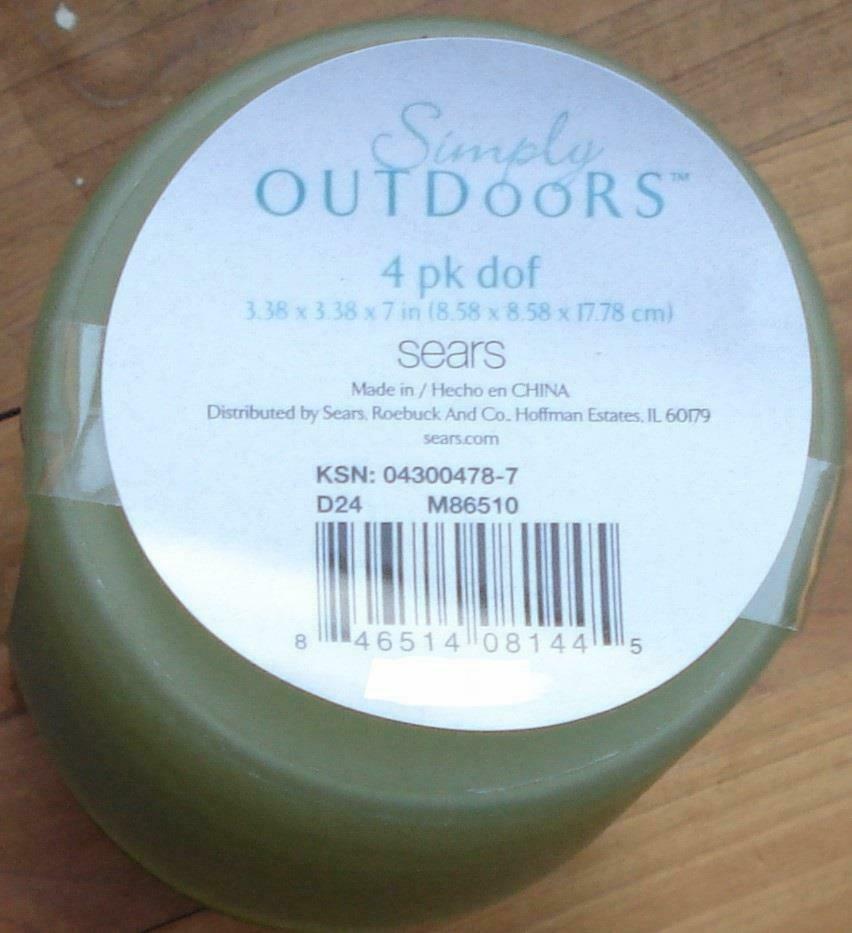 Simply
OUTDOORS™
4 pk dof
3.38 x 3.38 x 7 in (8.58 x 8.58 x 17.78 cm)
sears
Made in / Hecho en CHINA
Distributed by Sears, Roebuck And Co., Hoffman Estates, IL 60179
sears.com
KSN: 04300478-7
D24 M86510
8 46514 08144 5